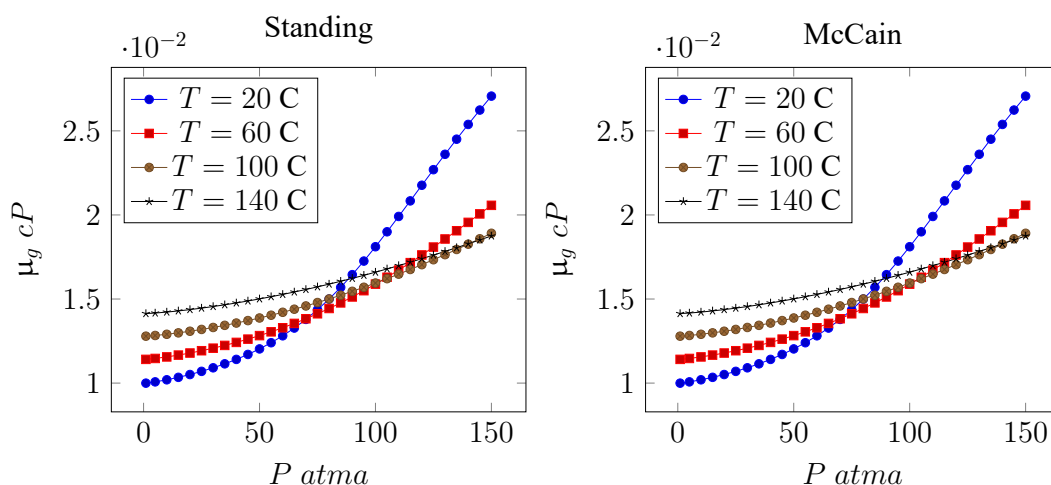 Standing
·10⁻²
T = 20 C
T = 60 C
T = 100 C
T = 140 C
2.5
2
1.5
1
0
50
100
150
μg cP
P atma
McCain
·10⁻²
T = 20 C
T = 60 C
T = 100 C
T = 140 C
2.5
2
1.5
1
0
50
100
150
μg cP
P atma